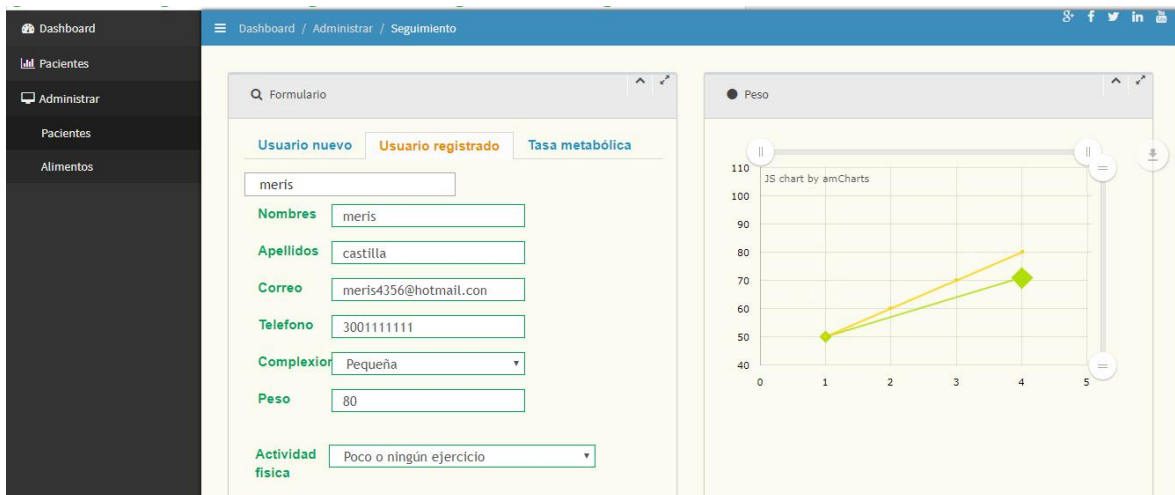 Dashboard
Pacientes
Administrar
Pacientes
Alimentos
Dashboard / Administrar / Seguimiento
Formulario
Usuario nuevo Usuario registrado Tasa metabólica
meris
Nombres meris
Apellidos castilla
Correo meris4356@hotmail.con
Telefono 3001111111
Complexion Pequeña
Peso 80
Actividad Poco o ningún ejercicio
fisica
Peso
JS chart by amCharts
110
100
90
80
70
60
50
40
0 1 2 3 4 5